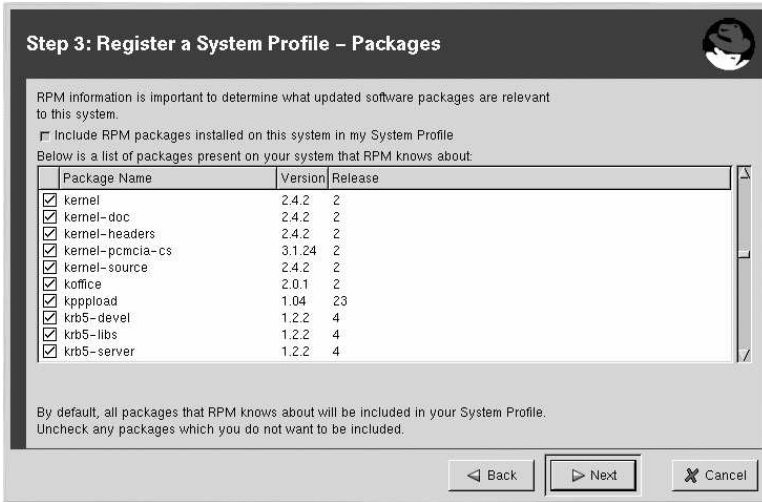 Step 3: Register a System Profile – Packages
RPM information is important to determine what updated software packages are relevant
to this system.
Include RPM packages installed on this system in my System Profile
Below is a list of packages present on your system that RPM knows about:
Package Name Version Release
kernel 2.4.2 2
kernel-doc 2.4.2 2
kernel-headers 2.4.2 2
kernel-pcmcia-cs 3.1.24 2
kernel-source 2.4.2 2
koffice 2.0.1 2
kpppload 1.04 23
krb5-devel 1.2.2 4
krb5-libs 1.2.2 4
krb5-server 1.2.2 4
By default, all packages that RPM knows about will be included in your System Profile.
Uncheck any packages which you do not want to be included.
Back Next Cancel